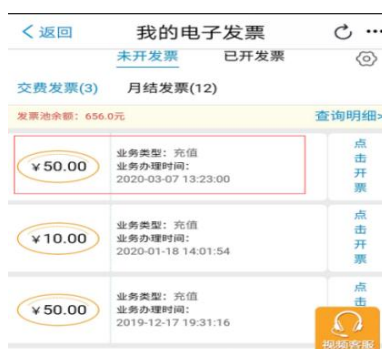 返回 我的电子发票
未开发票 已开发票
交费发票(3) 月结发票(12)
发票池余额：656.0元 查询明细>
¥50.00
业务类型：充值
业务办理时间：
2020-03-07 13:23:00
点击开票
¥10.00
业务类型：充值
业务办理时间：
2020-01-18 14:01:54
点击开票
¥50.00
业务类型：充值
业务办理时间：
2019-12-17 19:31:16
点击
视频客服